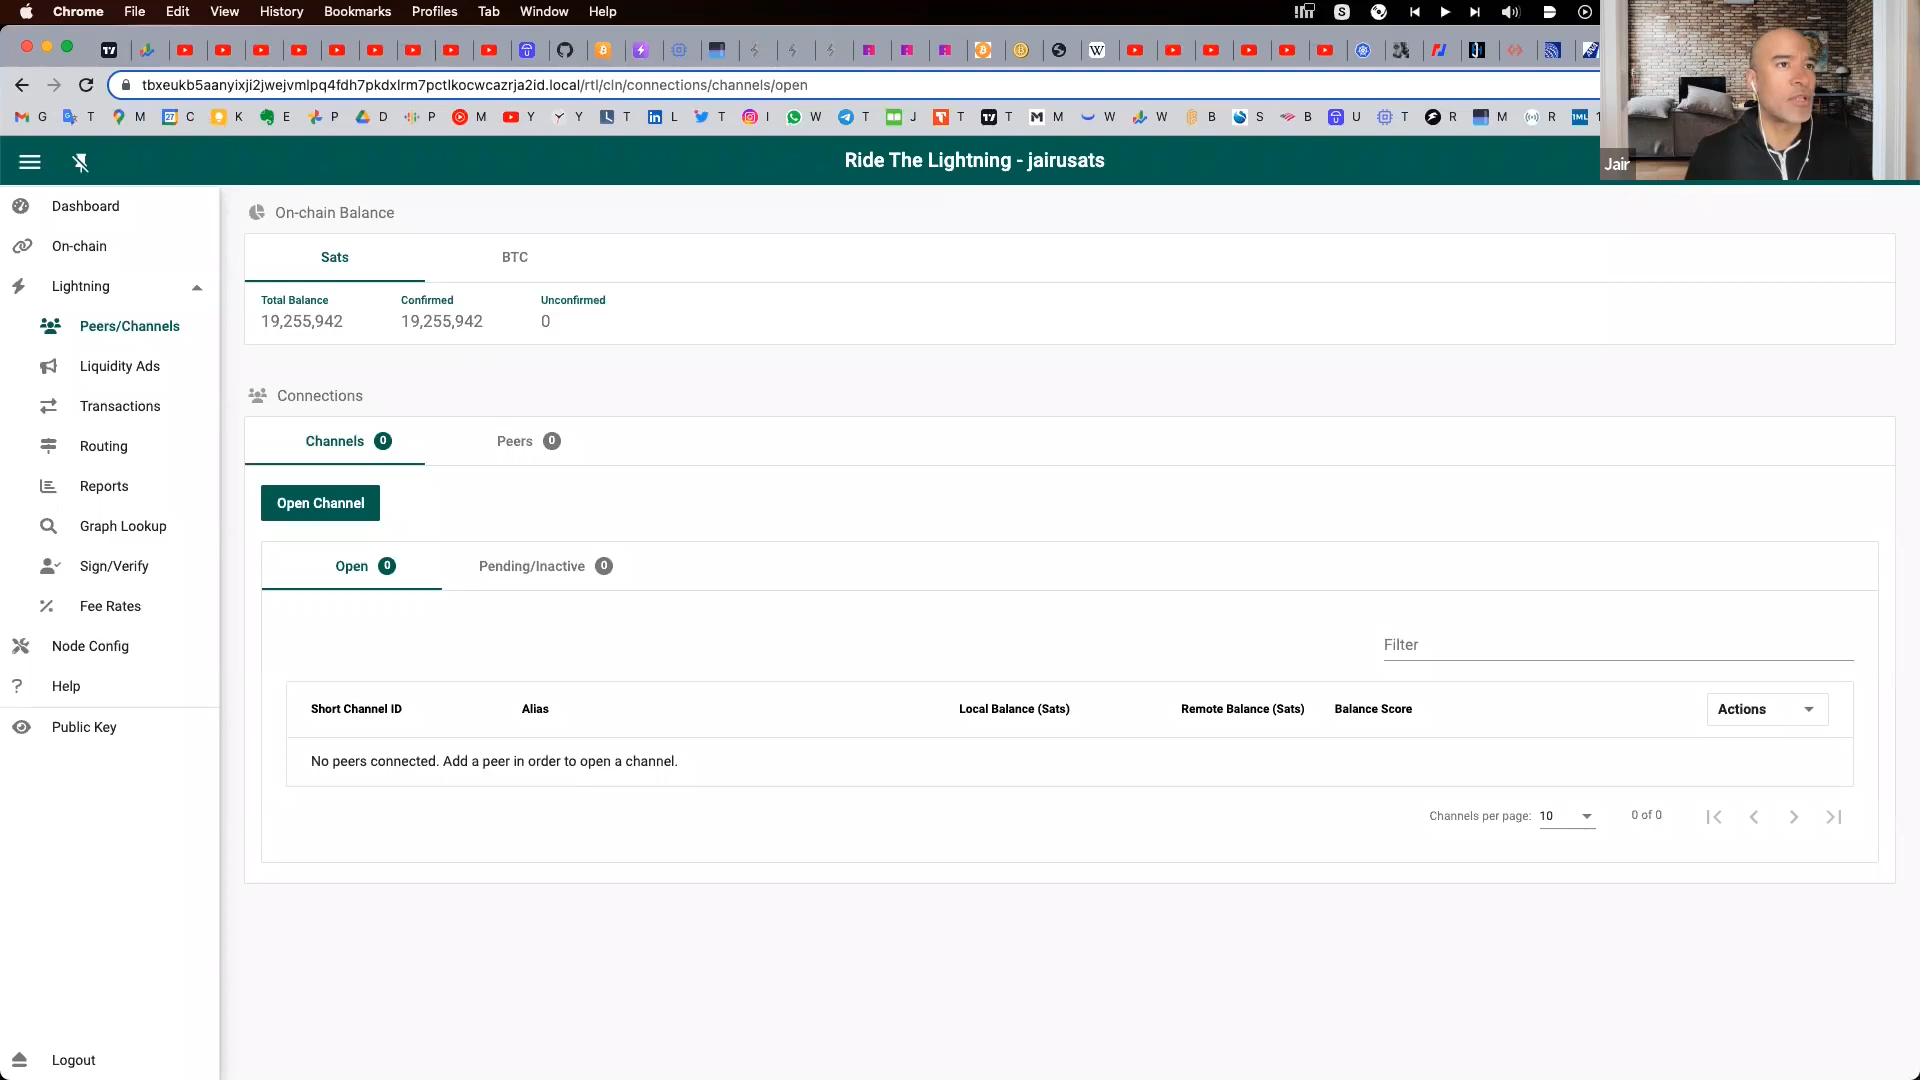 Chrome File Edit View History Bookmarks Profiles Tab Window Help
tbxeukb5aanyixji2jwejvmlpq4fdh7pkdxlrm7pctlkocwcazrja2id.local/rtl/cln/connections/channels/open
G T M C K E P D P M Y Y T L T I W T J T T M W W B S B U T R M R 1
Ride The Lightning - jairusats
Jair
Dashboard
On-chain
Lightning
Peers/Channels
Liquidity Ads
Transactions
Routing
Reports
Graph Lookup
Sign/Verify
Fee Rates
Node Config
Help
Public Key
Logout
On-chain Balance
Sats BTC
Total Balance Confirmed Unconfirmed
19,255,942 19,255,942 0
Connections
Channels 0 Peers 0
Open Channel
Open 0 Pending/Inactive 0
Filter
Short Channel ID Alias Local Balance (Sats) Remote Balance (Sats) Balance Score Actions
No peers connected. Add a peer in order to open a channel.
Channels per page: 10 0 of 0